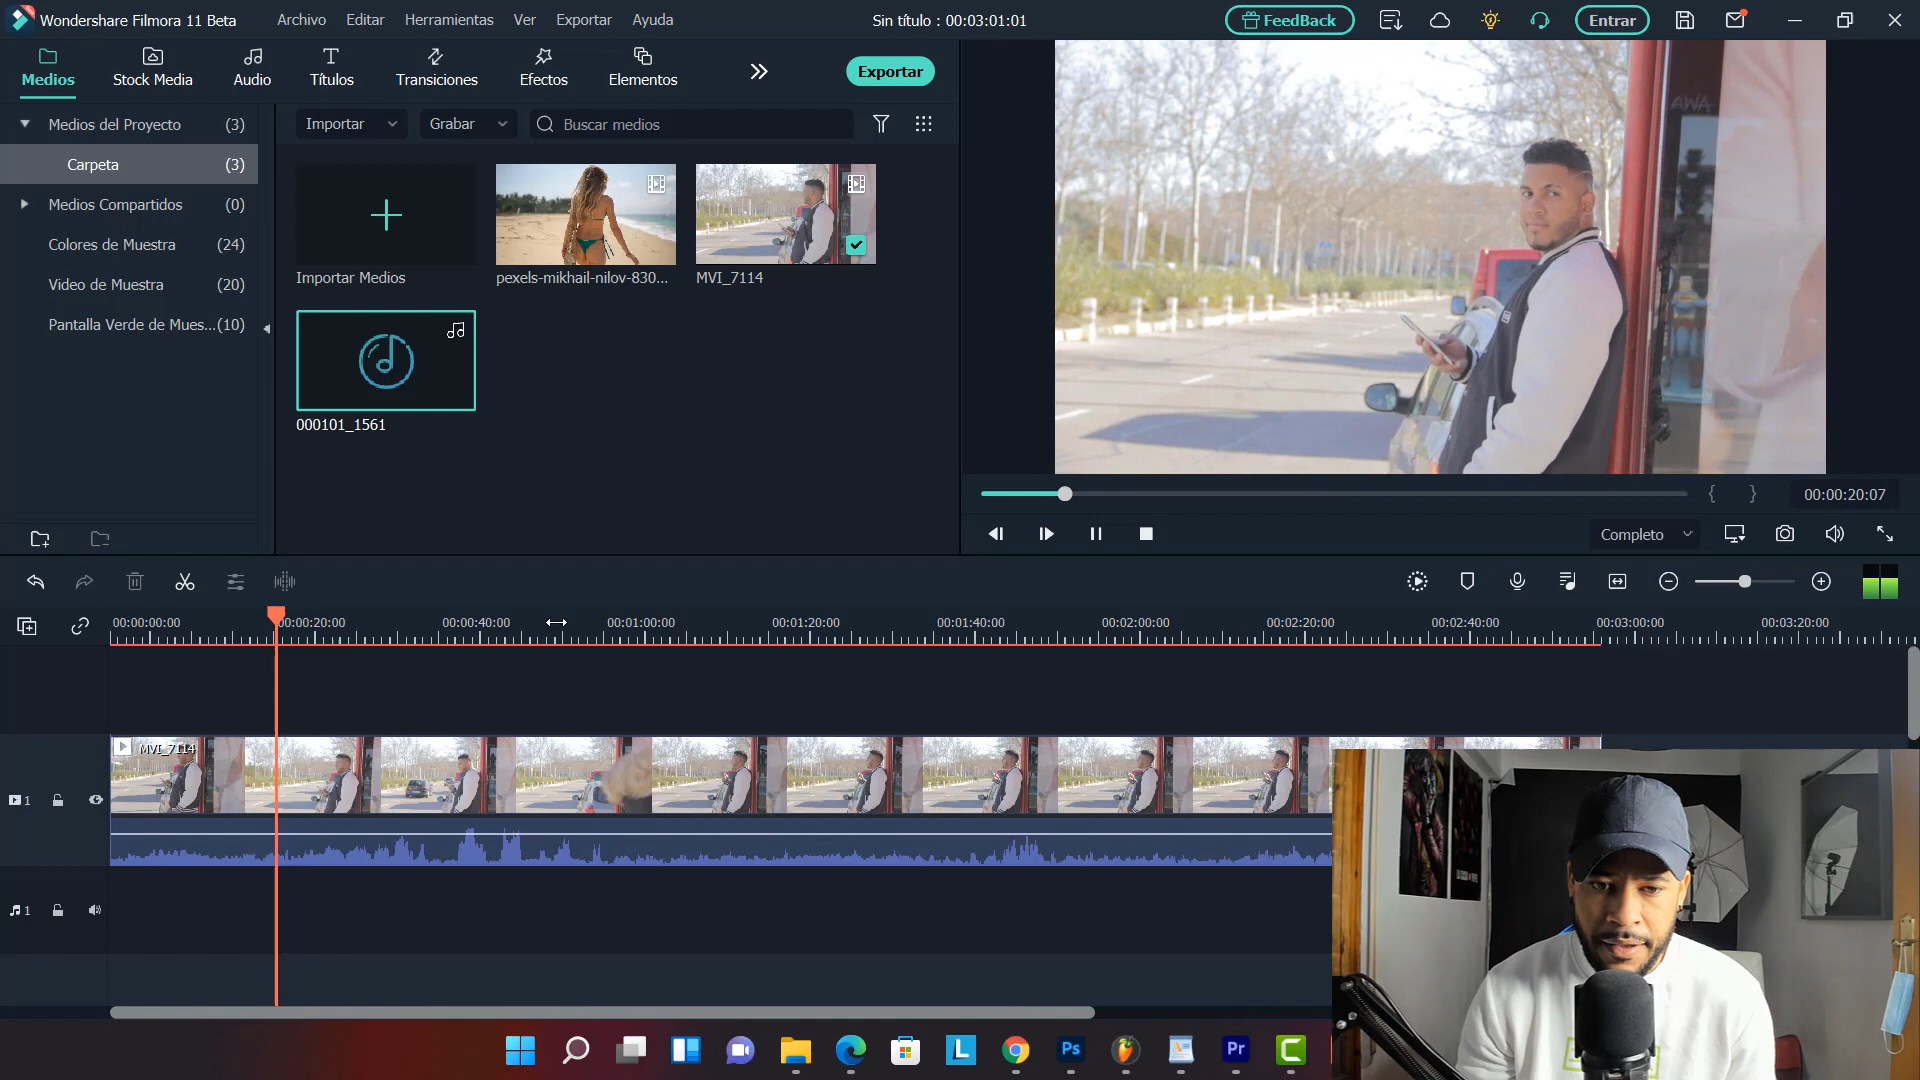 Wondershare Filmora 11 Beta
Archivo Editar Herramientas Ver Exportar Ayuda
Sin título : 00:03:01:01
FeedBack
Entrar
Medios
Stock Media
Audio
Títulos
Transiciones
Efectos
Elementos
Exportar
Medios del Proyecto (3)
Carpeta (3)
Medios Compartidos (0)
Colores de Muestra (24)
Video de Muestra (20)
Pantalla Verde de Mues... (10)
Importar
Grabar
Buscar medios
Importar Medios
pexels-mikhail-nilov-830...
MVI_7114
000101_1561
AWA
00:00:20:07
Completo
00:00:00:00 00:00:20:00 00:00:40:00 00:01:00:00 00:01:20:00 00:01:40:00 00:02:00:00 00:02:20:00 00:02:40:00 00:03:00:00 00:03:20:00
MVI_7114
1
1
Ps
Pr
L
C